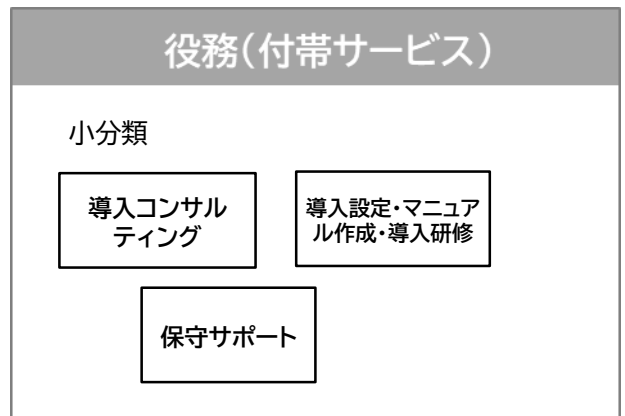 役務(付帯サービス)
小分類
導入コンサル
ティング
導入設定・マニュア
ル作成・導入研修
保守サポート